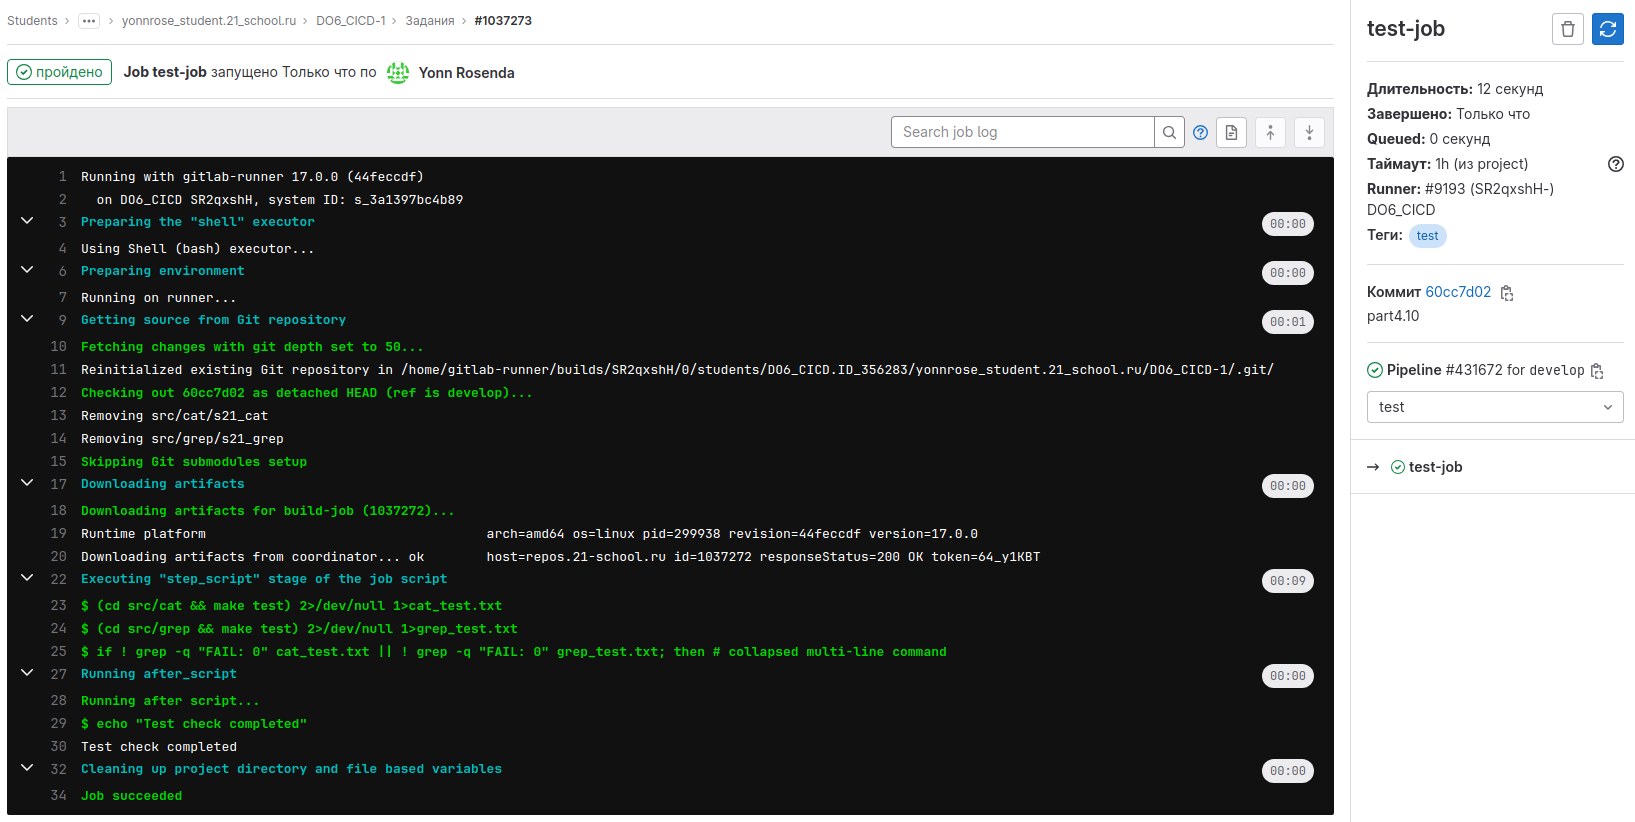 Students › ••• › yonnrose_student.21_school.ru › DO6_CICD-1 › Задания › #1037273
пройдено Job test-job запущено Только что по Yonn Rosenda
Search job log
1 Running with gitlab-runner 17.0.0 (44feccdf)
2 on DO6_CICD SR2qxshH, system ID: s_3a1397bc4b89
3 Preparing the "shell" executor 00:00
4 Using Shell (bash) executor...
6 Preparing environment 00:00
7 Running on runner...
9 Getting source from Git repository 00:01
10 Fetching changes with git depth set to 50...
11 Reinitialized existing Git repository in /home/gitlab-runner/builds/SR2qxshH/0/students/DO6_CICD.ID_356283/yonnrose_student.21_school.ru/DO6_CICD-1/.git/
12 Checking out 60cc7d02 as detached HEAD (ref is develop)...
13 Removing src/cat/s21_cat
14 Removing src/grep/s21_grep
15 Skipping Git submodules setup
17 Downloading artifacts 00:00
18 Downloading artifacts for build-job (1037272)...
19 Runtime platform arch=amd64 os=linux pid=299938 revision=44feccdf version=17.0.0
20 Downloading artifacts from coordinator... ok host=repos.21-school.ru id=1037272 responseStatus=200 OK token=64_y1KBT
22 Executing "step_script" stage of the job script 00:09
23 $ (cd src/cat && make test) 2>/dev/null 1>cat_test.txt
24 $ (cd src/grep && make test) 2>/dev/null 1>grep_test.txt
25 $ if ! grep -q "FAIL: 0" cat_test.txt || ! grep -q "FAIL: 0" grep_test.txt; then # collapsed multi-line command
27 Running after_script 00:00
28 Running after script...
29 $ echo "Test check completed"
30 Test check completed
32 Cleaning up project directory and file based variables 00:00
34 Job succeeded
test-job
Длительность: 12 секунд
Завершено: Только что
Queued: 0 секунд
Таймаут: 1h (из project)
Runner: #9193 (SR2qxshH-)
DO6_CICD
Теги: test
Коммит 60cc7d02
part4.10
Pipeline #431672 for develop
test
→ test-job